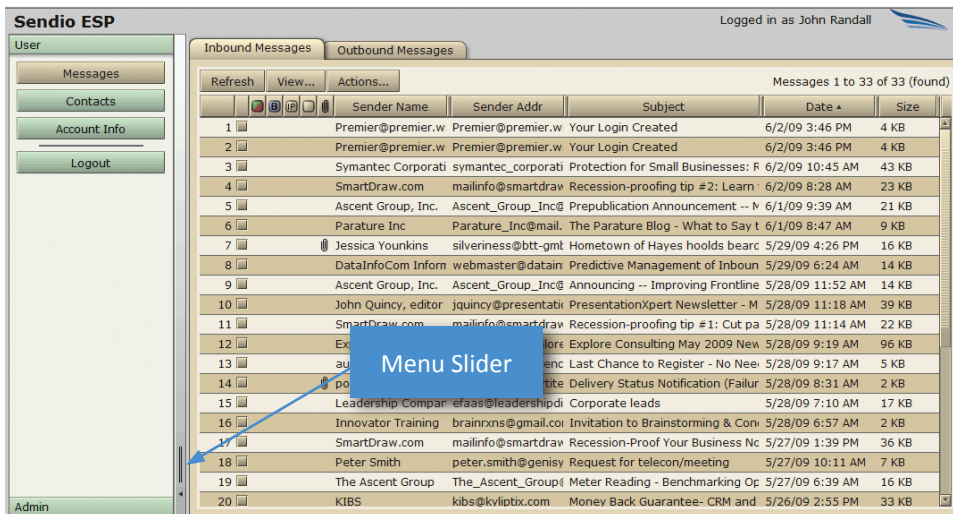 Sendio ESP
Logged in as John Randall
User
Messages
Contacts
Account Info
Logout
Admin
Inbound Messages Outbound Messages
Refresh View... Actions... Messages 1 to 33 of 33 (found)
B IP Sender Name Sender Addr Subject Date Size
1 Premier@premier.w Premier@premier.w Your Login Created 6/2/09 3:46 PM 4 KB
2 Premier@premier.w Premier@premier.w Your Login Created 6/2/09 3:46 PM 4 KB
3 Symantec Corporati symantec_corporati Protection for Small Businesses: R 6/2/09 10:45 AM 43 KB
4 SmartDraw.com mailinfo@smartdraw Recession-proofing tip #2: Learn 6/2/09 8:28 AM 23 KB
5 Ascent Group, Inc. Ascent_Group_Inc@ Prepublication Announcement -- 6/1/09 9:39 AM 21 KB
6 Parature Inc Parature_Inc@mail. The Parature Blog - What to Say t 6/1/09 8:47 AM 9 KB
7 Jessica Younkins silveriness@btt-gmb Hometown of Hayes hoolds beard 5/29/09 4:26 PM 16 KB
8 DataInfoCom Inform webmaster@datain Predictive Management of Inboun 5/29/09 6:24 AM 14 KB
9 Ascent Group, Inc. Ascent_Group_Inc@ Announcing -- Improving Frontline 5/28/09 11:52 AM 14 KB
10 John Quincy, editor jquincy@presentatio PresentationXpert Newsletter - M 5/28/09 11:18 AM 39 KB
11 SmartDraw.com mailinfo@smartdraw Recession-proofing tip #1: Cut pa 5/28/09 11:14 AM 22 KB
12 Ex plore Explore Consulting May 2009 New 5/28/09 9:19 AM 96 KB
13 au enc Last Chance to Register - No Nee 5/28/09 9:17 AM 5 KB
14 po rtite Delivery Status Notification (Failur 5/28/09 8:31 AM 2 KB
15 Leadership Compar efaas@leadershipdi Corporate leads 5/28/09 7:10 AM 17 KB
16 Innovator Training brainrxns@gmail.co Invitation to Brainstorming & Con 5/28/09 6:57 AM 2 KB
17 SmartDraw.com mailinfo@smartdraw Recession-Proof Your Business No 5/27/09 1:39 PM 36 KB
18 Peter Smith peter.smith@genisy Request for telecon/meeting 5/27/09 10:11 AM 7 KB
19 The Ascent Group The_Ascent_Group@ Meter Reading - Benchmarking Op 5/27/09 6:39 AM 16 KB
20 KIBS kibs@kyliptix.com Money Back Guarantee- CRM and 5/26/09 2:55 PM 33 KB
Menu Slider